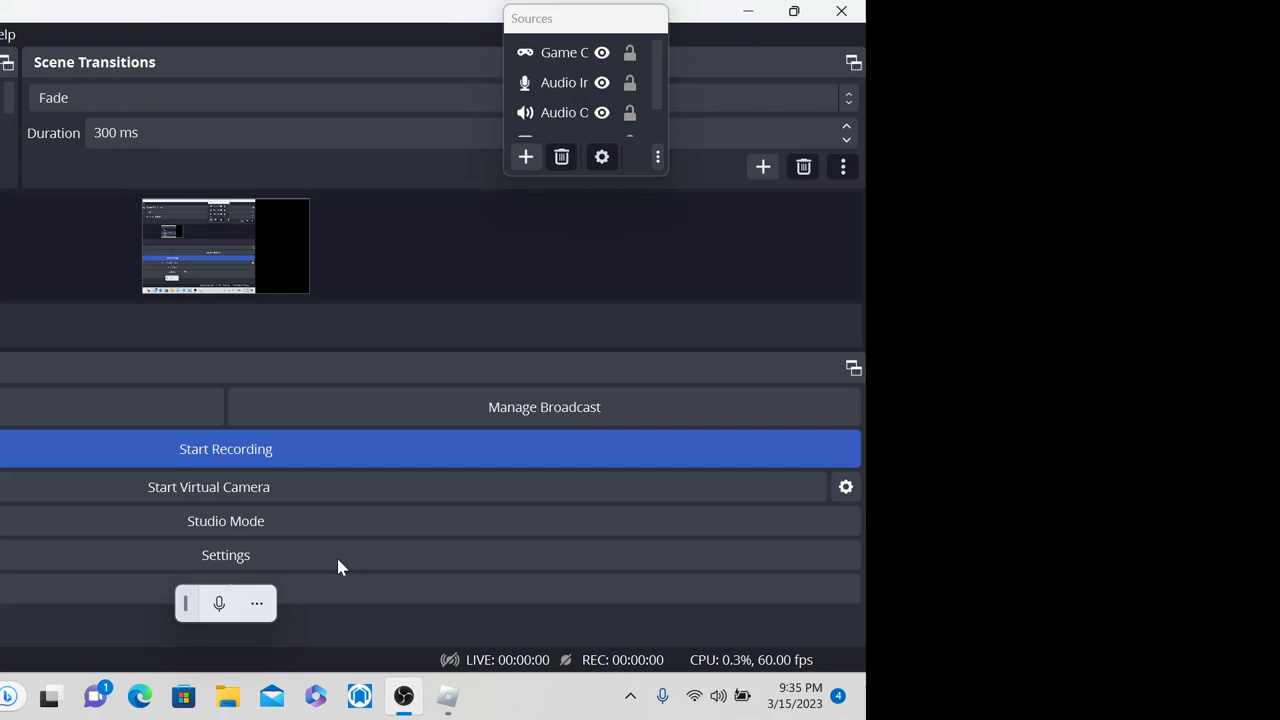 Sources
elp
Game C
Scene Transitions
Audio Ir
Fade
Audio O
Duration 300 ms
Manage Broadcast
Start Recording
Start Virtual Camera
Studio Mode
Settings
LIVE: 00:00:00 REC: 00:00:00 CPU: 0.3%, 60.00 fps
1
9:35 PM
3/15/2023 4